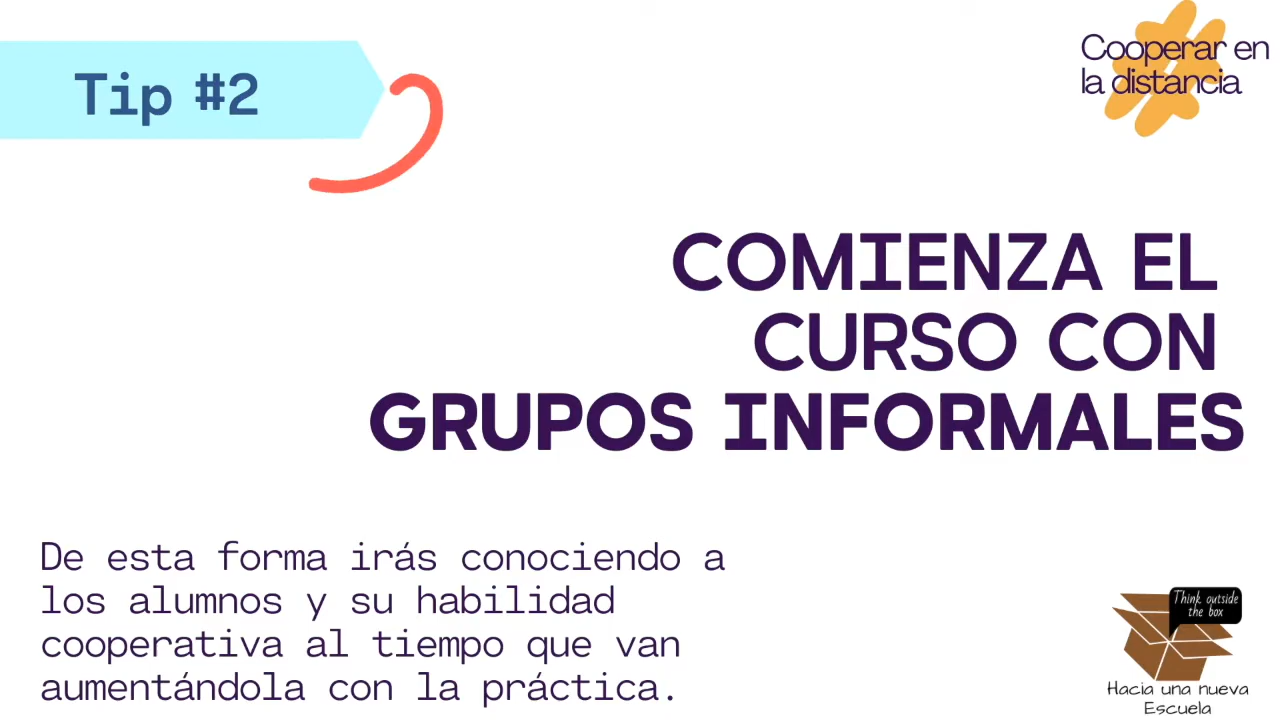 Tip #2
Cooperar en
la distancia
COMIENZA EL
CURSO CON
GRUPOS INFORMALES
De esta forma irás conociendo a
los alumnos y su habilidad
cooperativa al tiempo que van
aumentándola con la práctica.
Think outside
the box
Hacia una nueva
Escuela